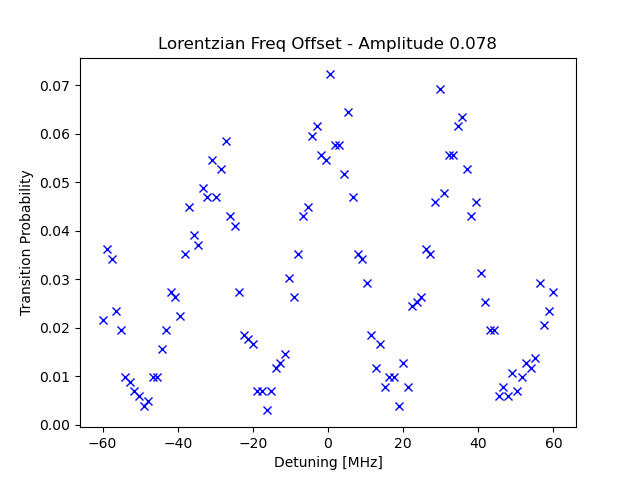 Lorentzian Freq Offset - Amplitude 0.078
Transition Probability
0.07
0.06
0.05
0.04
0.03
0.02
0.01
0.00
−60 −40 −20 0 20 40 60
Detuning [MHz]